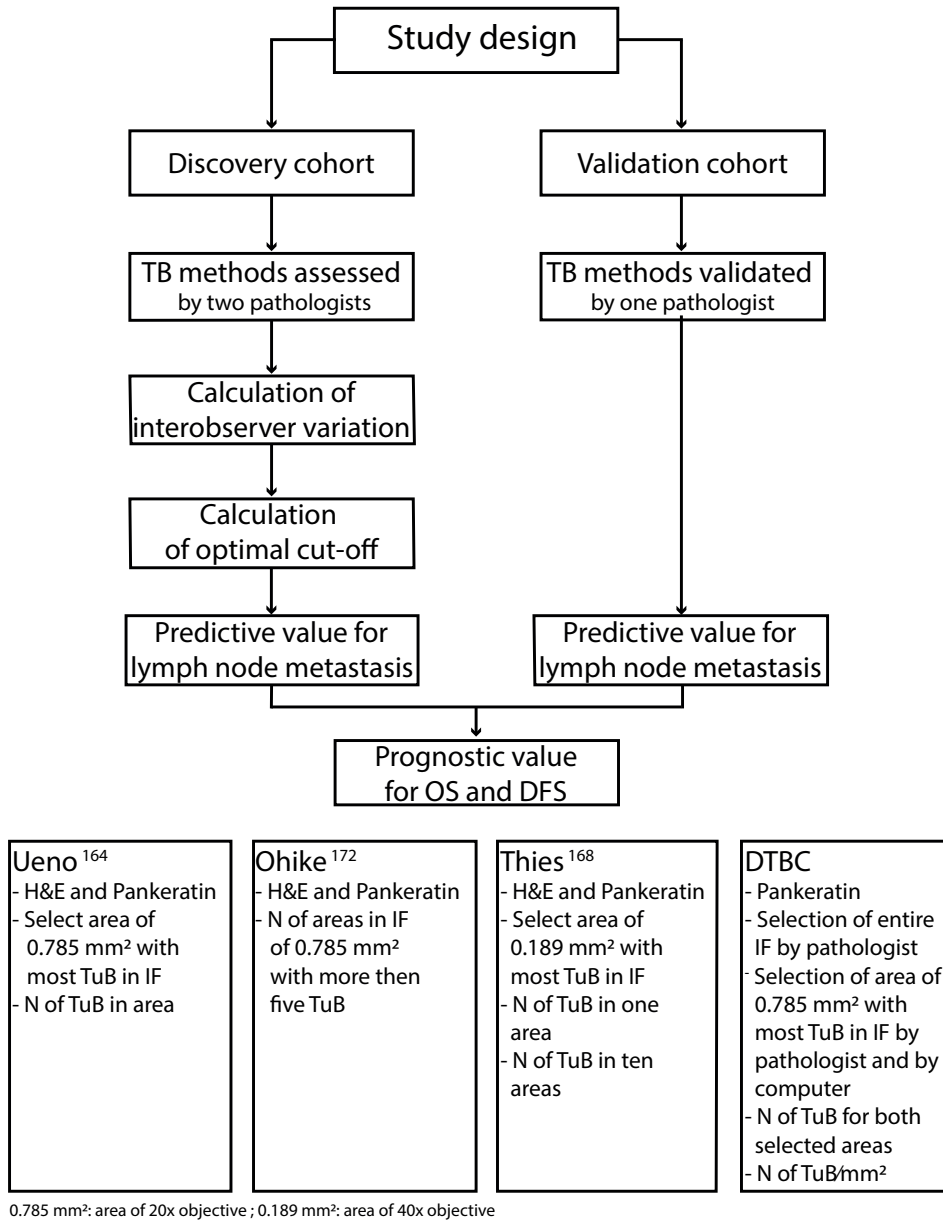 Study design
Discovery cohort
Validation cohort
TB methods assessed
by two pathologists
TB methods validated
by one pathologist
Calculation of
interobserver variation
Calculation
of optimal cut-off
Predictive value for
lymph node metastasis
Predictive value for
lymph node metastasis
Prognostic value
for OS and DFS
Ueno 164
- H&E and Pankeratin
- Select area of
0.785 mm² with
most TuB in IF
- N of TuB in area
Ohike 172
- H&E and Pankeratin
- N of areas in IF
of 0.785 mm²
with more then
five TuB
Thies 168
- H&E and Pankeratin
- Select area of
0.189 mm² with
most TuB in IF
- N of TuB in one
area
- N of TuB in ten
areas
DTBC
- Pankeratin
- Selection of entire
IF by pathologist
- Selection of area of
0.785 mm² with
most TuB in IF by
pathologist and by
computer
- N of TuB for both
selected areas
- N of TuB/mm²
0.785 mm²: area of 20x objective ; 0.189 mm²: area of 40x objective